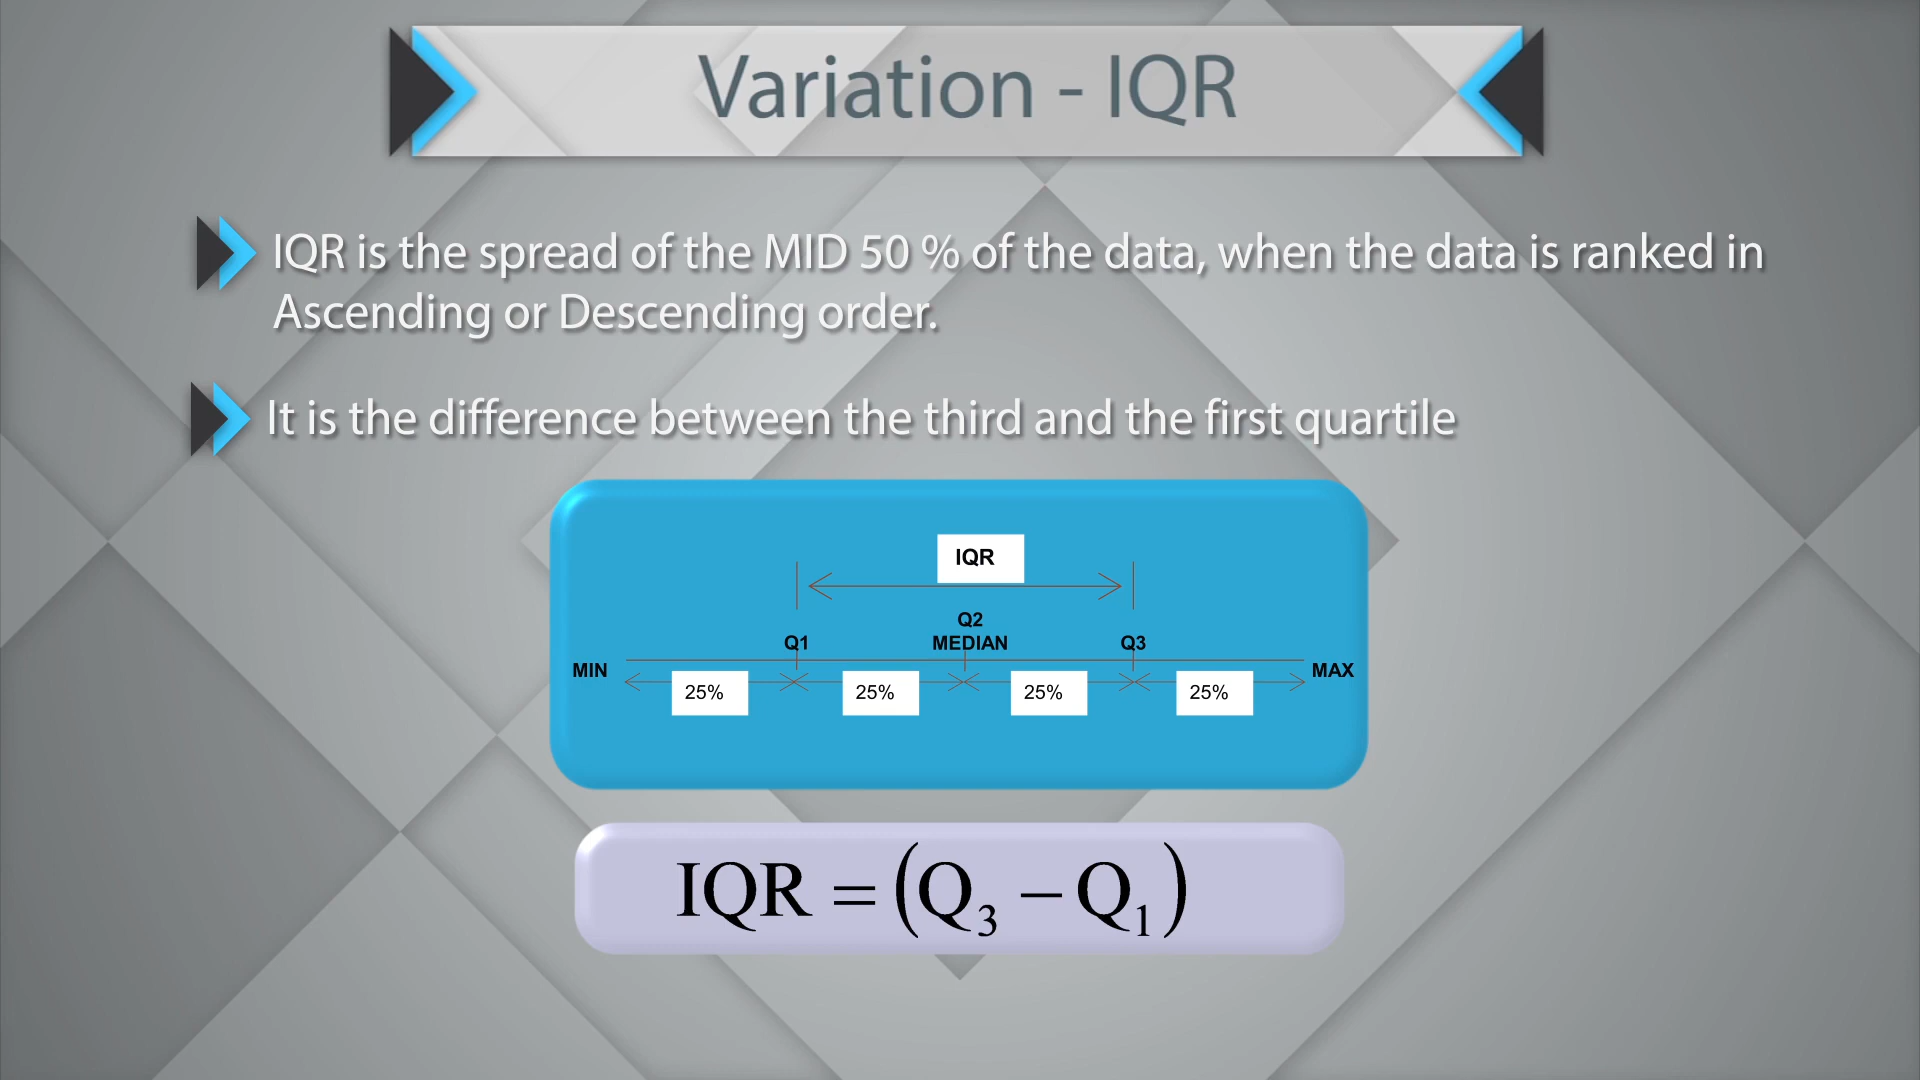 Variation - IQR
IQR is the spread of the MID 50 % of the data, when the data is ranked in
Ascending or Descending order.
It is the difference between the third and the first quartile
IQR
Q2
Q1 MEDIAN Q3
MIN MAX
25% 25% 25% 25%
IQR = (Q₃ − Q₁)